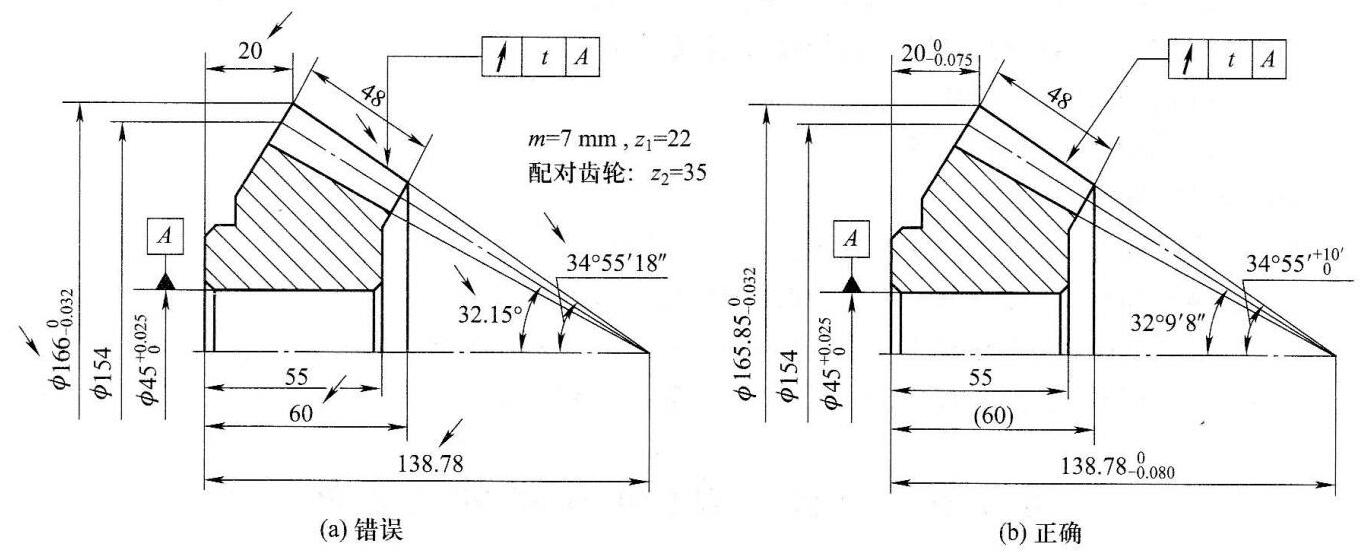 20
48
t A
m=7 mm , z₁=22
配对齿轮： z₂=35
A
34°55′18″
32.15°
ϕ166 0 −0.032
ϕ154
ϕ45 +0.025 0
55
60
138.78
(a) 错误
20 0 −0.075
48
t A
A
34°55′ +10′ 0
32°9′8″
ϕ165.85 0 −0.032
ϕ154
ϕ45 +0.025 0
55
(60)
138.78 0 −0.080
(b) 正确